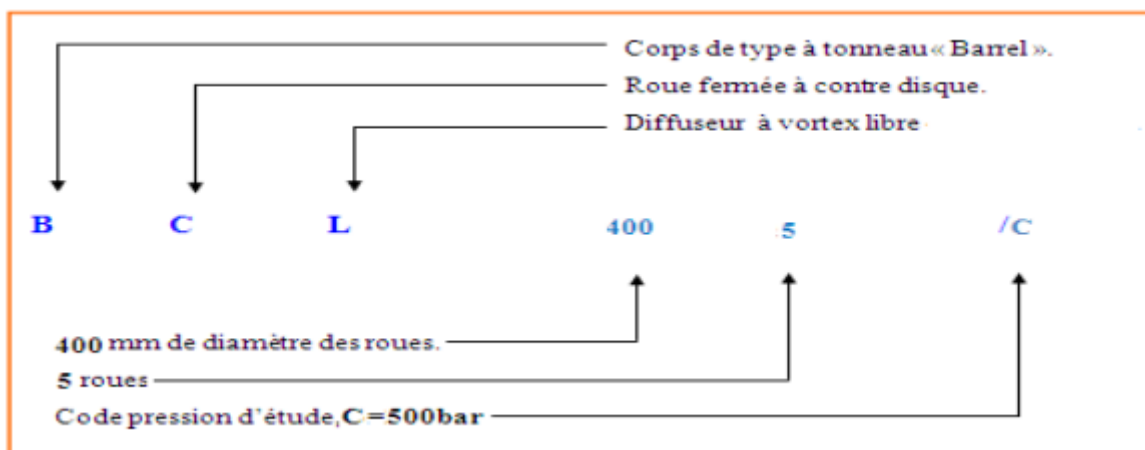 Corps de type à tonneau « Barrel ».
Roue fermée à contre disque.
Diffuseur à vortex libre
B C L 400 5 /C
400 mm de diamètre des roues.
5 roues
Code pression d'étude, C=500bar